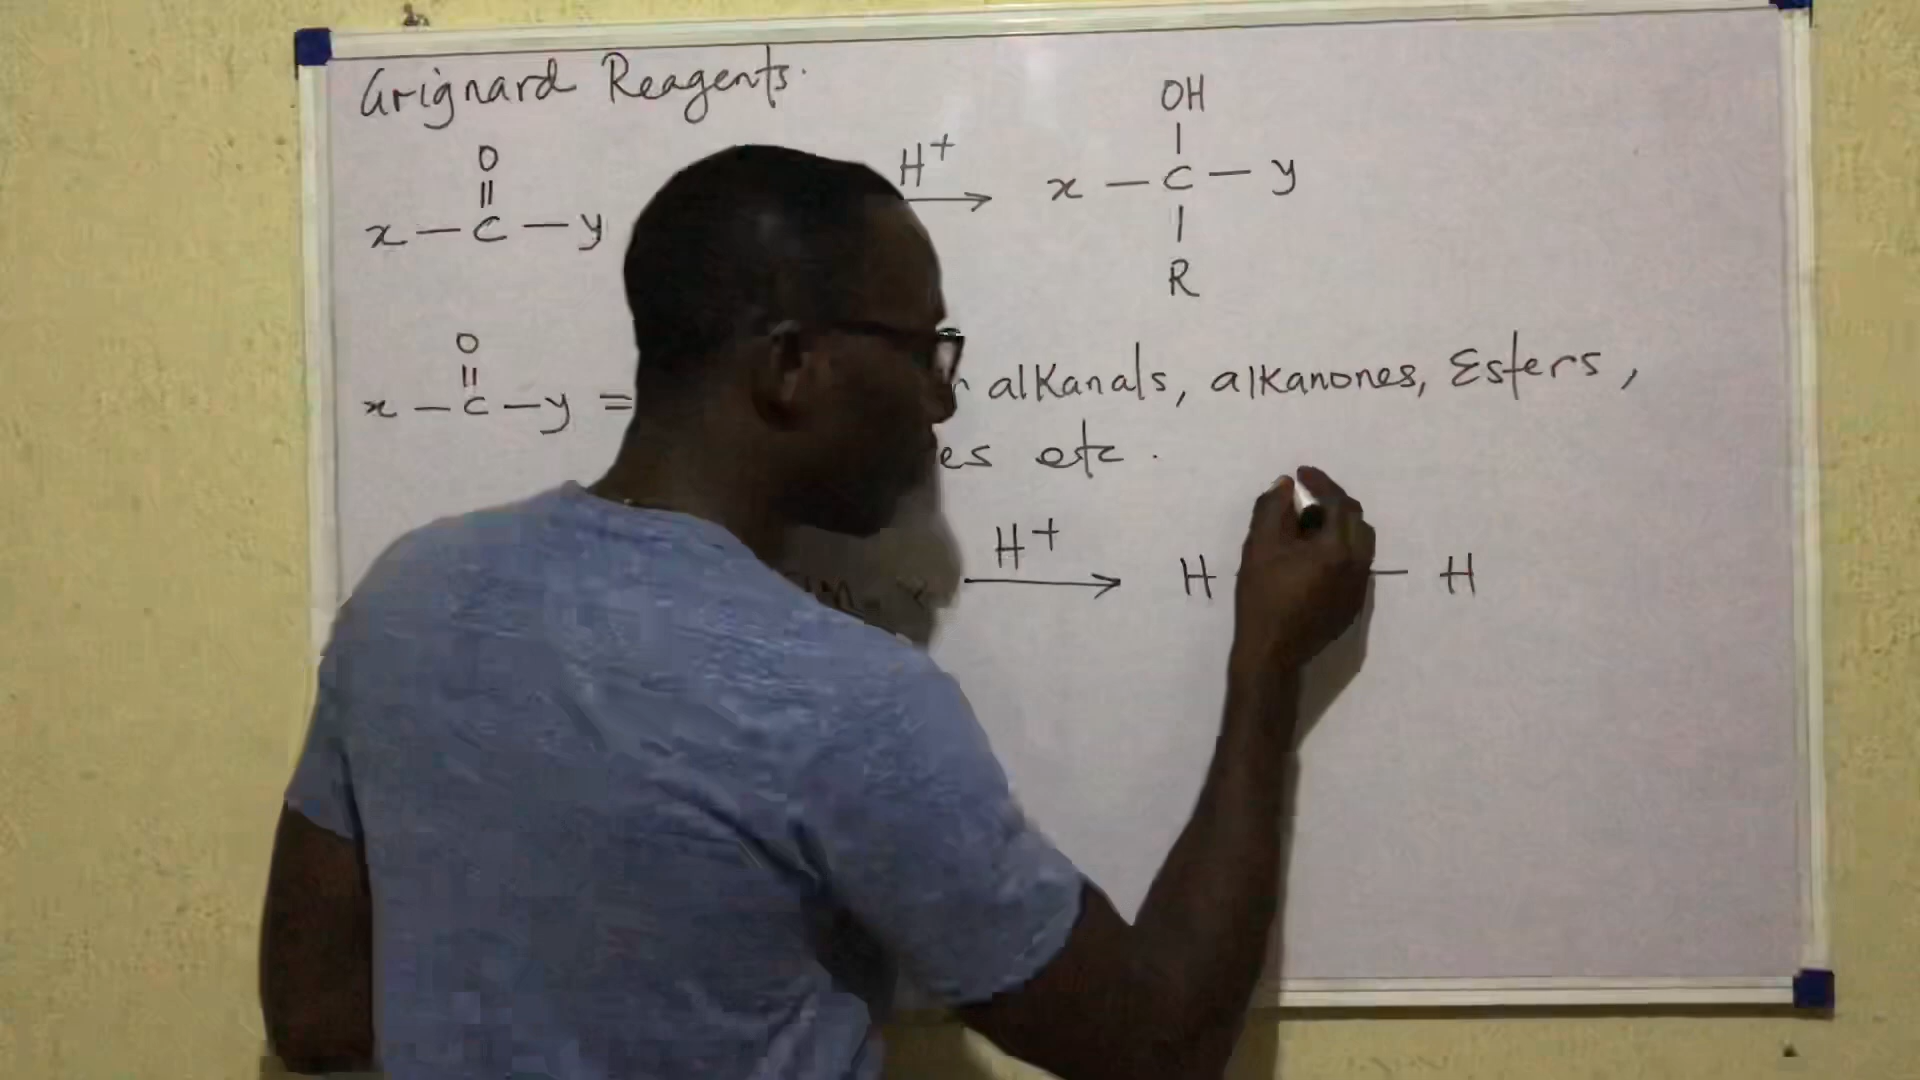 Grignard Reagents.
O
||
x — C — y
H+
OH
|
x — C — y
|
R
O
||
x — C — y =
alkanals, alkanones, Esters,
es etc.
H+
H — H